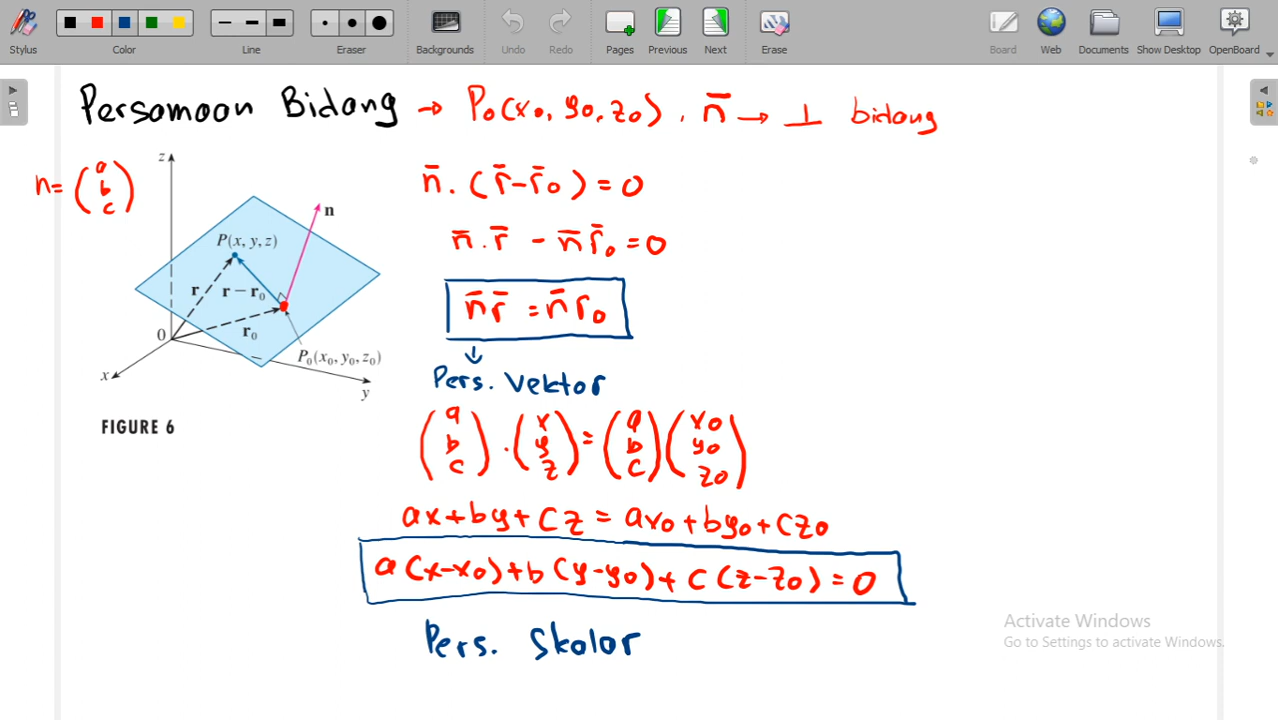 Stylus
Color
Line
Eraser
Backgrounds
Undo
Redo
Pages
Previous
Next
Erase
Board
Web
Documents
Show Desktop
OpenBoard
Persamaan Bidang → P₀(x₀, y₀, z₀) , n̄ → ⊥ bidang
n = (a b c)
z
n
P(x, y, z)
r
r − r₀
0
r₀
P₀(x₀, y₀, z₀)
x
y
FIGURE 6
n̄ . (r̄ - r̄₀) = 0
n̄ . r̄ - n̄ r̄₀ = 0
n̄ r̄ = n̄ r₀
↓
Pers. Vektor
(a b c) . (x y z) = (a b c) (x₀ y₀ z₀)
ax + by + cz = ax₀ + by₀ + cz₀
a(x-x₀) + b(y-y₀) + c(z-z₀) = 0
Pers. Skalar
Activate Windows
Go to Settings to activate Windows.